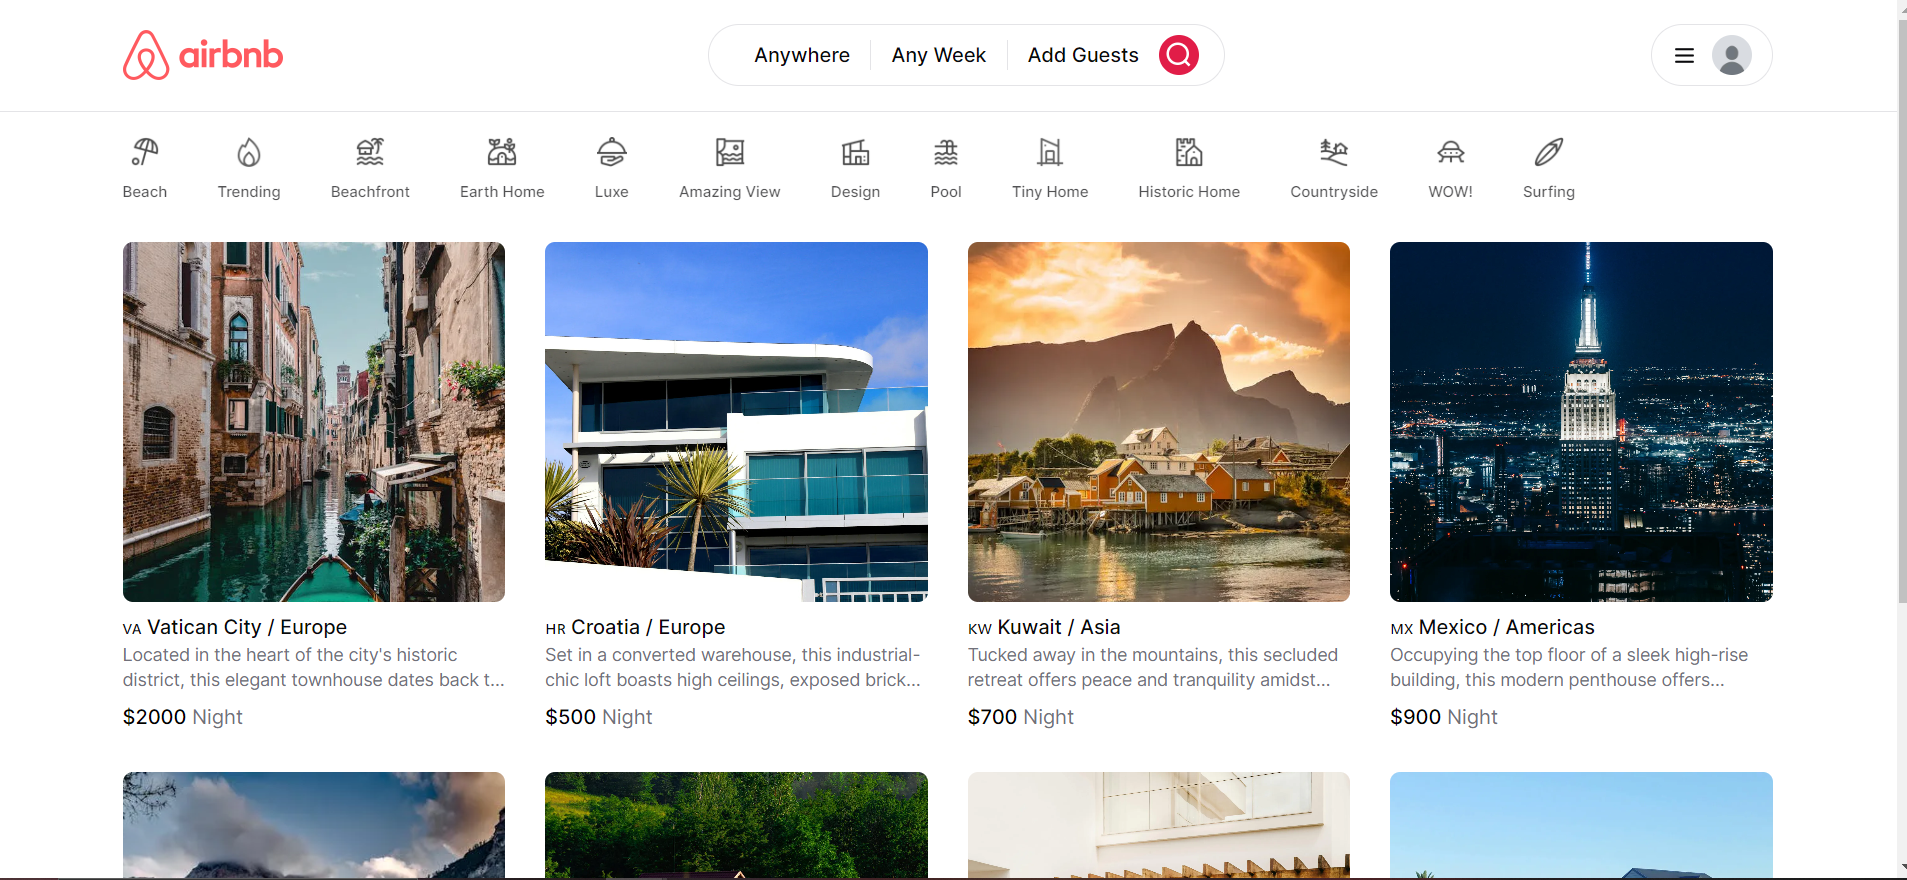 airbnb
Anywhere
Any Week
Add Guests
Beach
Trending
Beachfront
Earth Home
Luxe
Amazing View
Design
Pool
Tiny Home
Historic Home
Countryside
WOW!
Surfing
VA Vatican City / Europe
Located in the heart of the city's historic
district, this elegant townhouse dates back t...
$2000 Night
HR Croatia / Europe
Set in a converted warehouse, this industrial-
chic loft boasts high ceilings, exposed brick...
$500 Night
KW Kuwait / Asia
Tucked away in the mountains, this secluded
retreat offers peace and tranquility amidst...
$700 Night
MX Mexico / Americas
Occupying the top floor of a sleek high-rise
building, this modern penthouse offers...
$900 Night